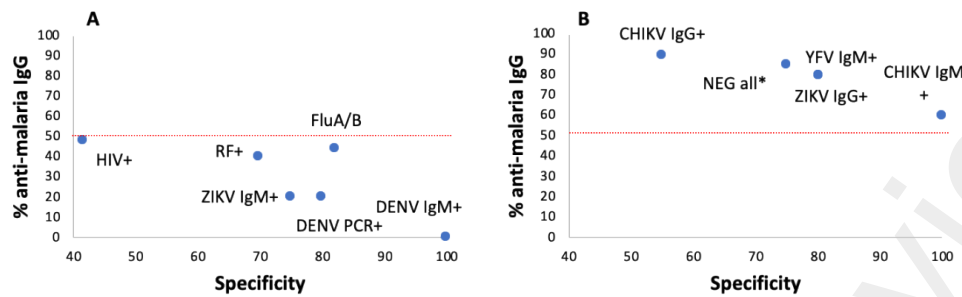 A
% anti-malaria IgG
100
90
80
70
60
50
40
30
20
10
0
FluA/B
HIV+
RF+
ZIKV IgM+
DENV IgM+
DENV PCR+
40 50 60 70 80 90 100
Specificity
B
% anti-malaria IgG
100
90
80
70
60
50
40
30
20
10
0
CHIKV IgG+
YFV IgM+
CHIKV IgM
+
NEG all*
ZIKV IgG+
40 50 60 70 80 90 100
Specificity